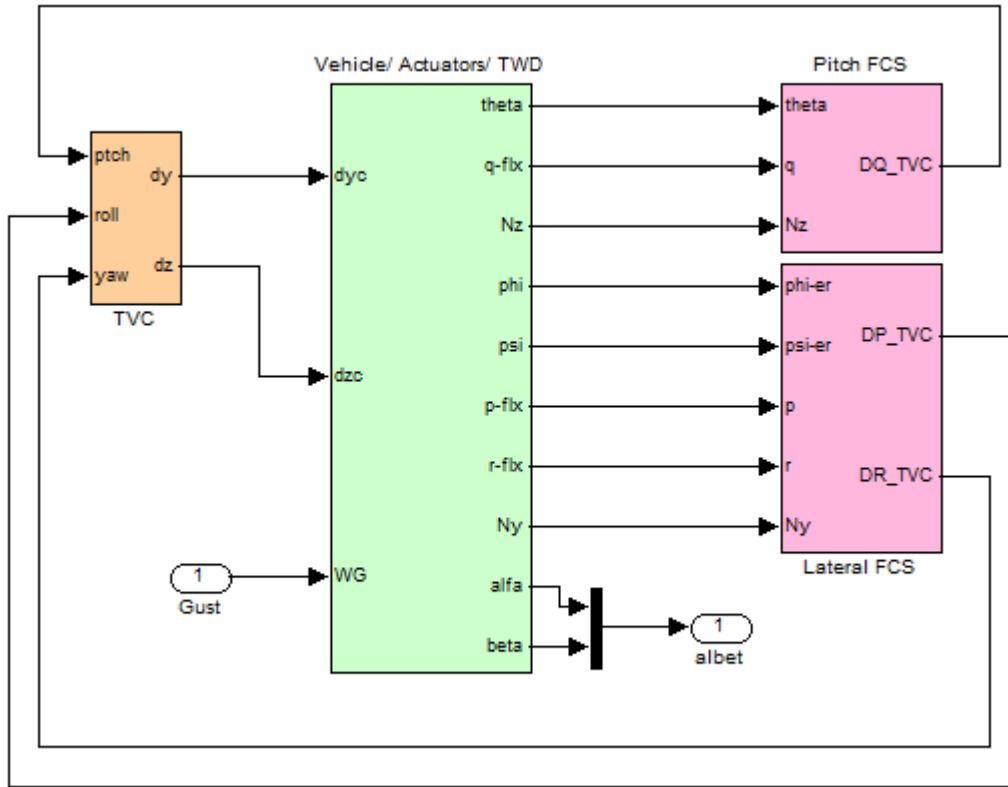 Vehicle/ Actuators/ TWD
Pitch FCS
ptch
roll
yaw
dy
dz
TVC
dyc
dzc
WG
theta
q-flx
Nz
phi
psi
p-flx
r-flx
Ny
alfa
beta
theta
q
Nz
DQ_TVC
phi-er
psi-er
p
r
Ny
DP_TVC
DR_TVC
Lateral FCS
1
Gust
1
albet